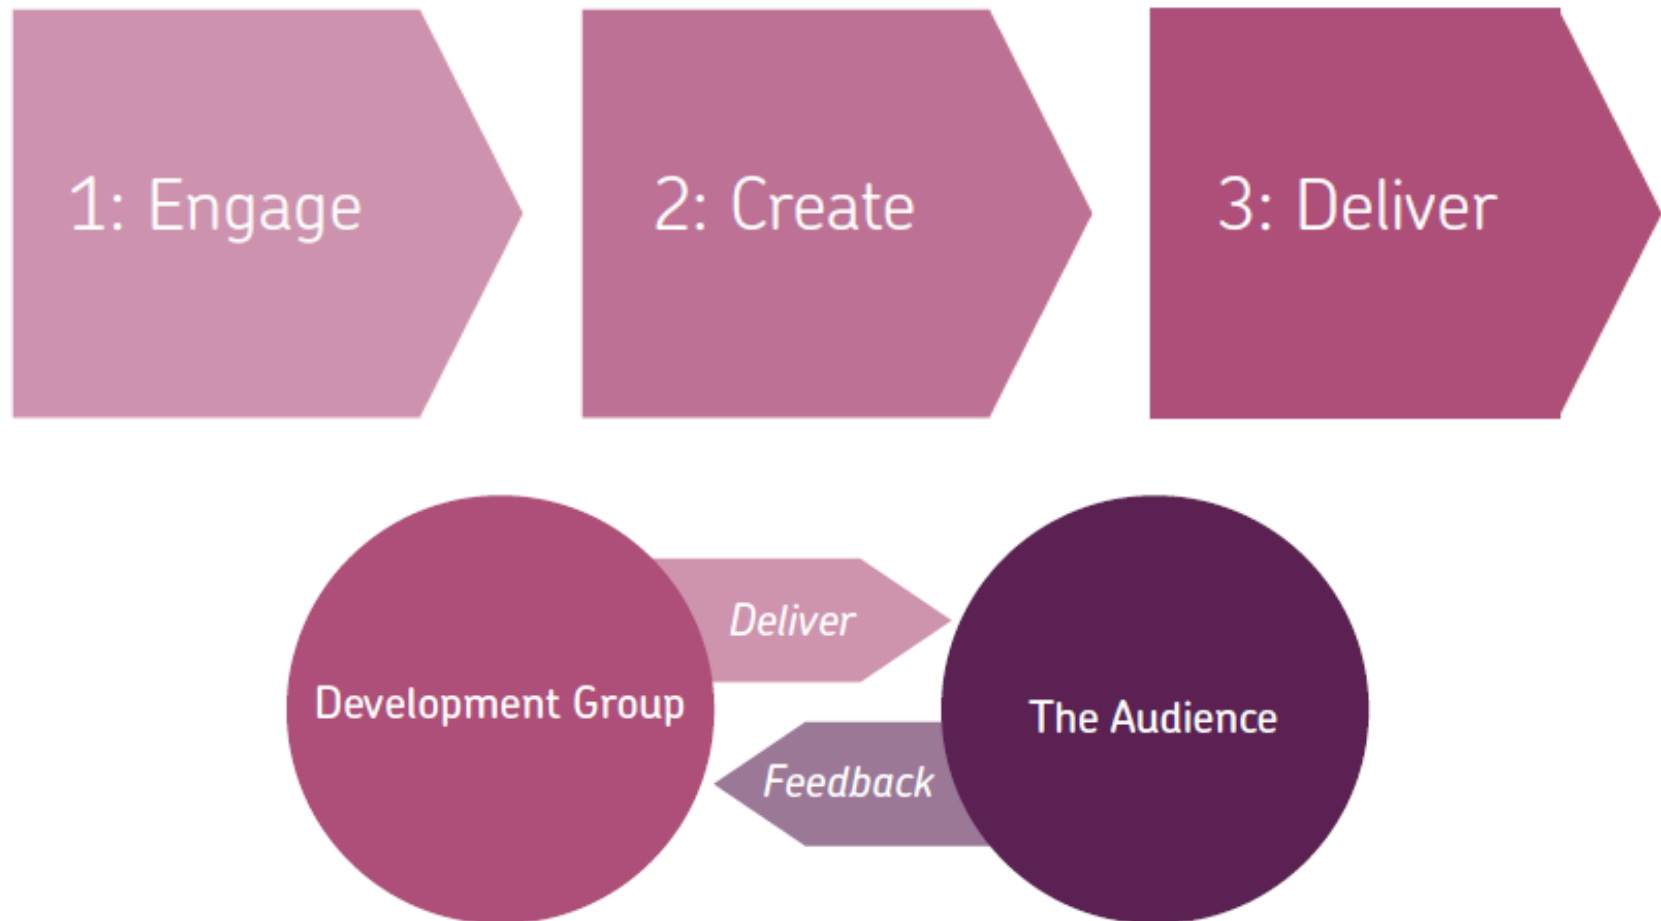 1: Engage
2: Create
3: Deliver
Deliver
Development Group
The Audience
Feedback